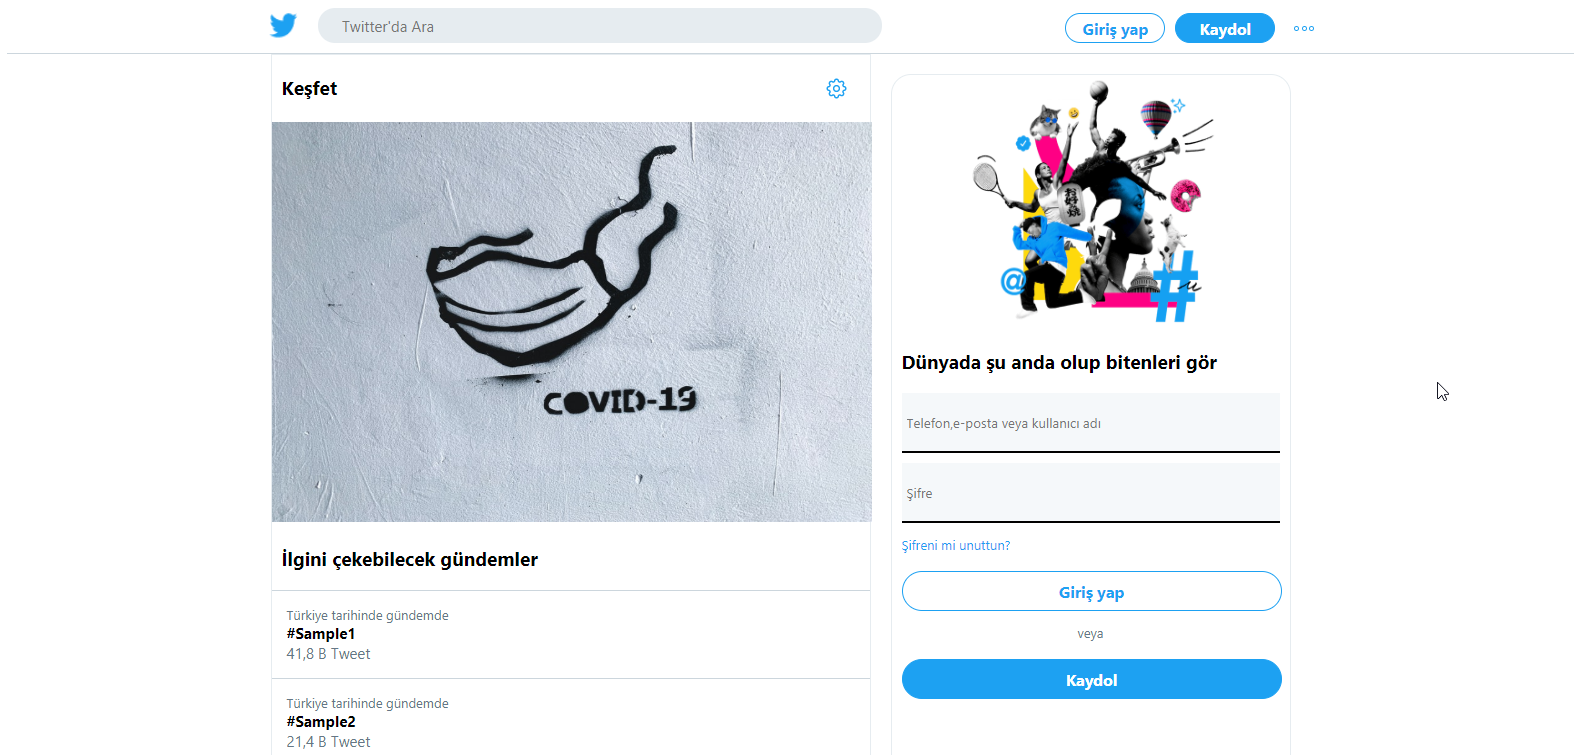 Twitter'da Ara
Giriş yap
Kaydol
Keşfet
COVID-19
İlgini çekebilecek gündemler
Türkiye tarihinde gündemde
#Sample1
41,8 B Tweet
Türkiye tarihinde gündemde
#Sample2
21,4 B Tweet
@
#
Dünyada şu anda olup bitenleri gör
Telefon,e-posta veya kullanıcı adı
Şifre
Şifreni mi unuttun?
Giriş yap
veya
Kaydol